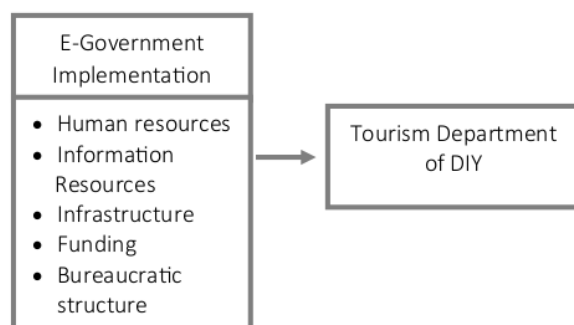 E-Government
Implementation
• Human resources
• Information
Resources
• Infrastructure
• Funding
• Bureaucratic
structure
Tourism Department
of DIY